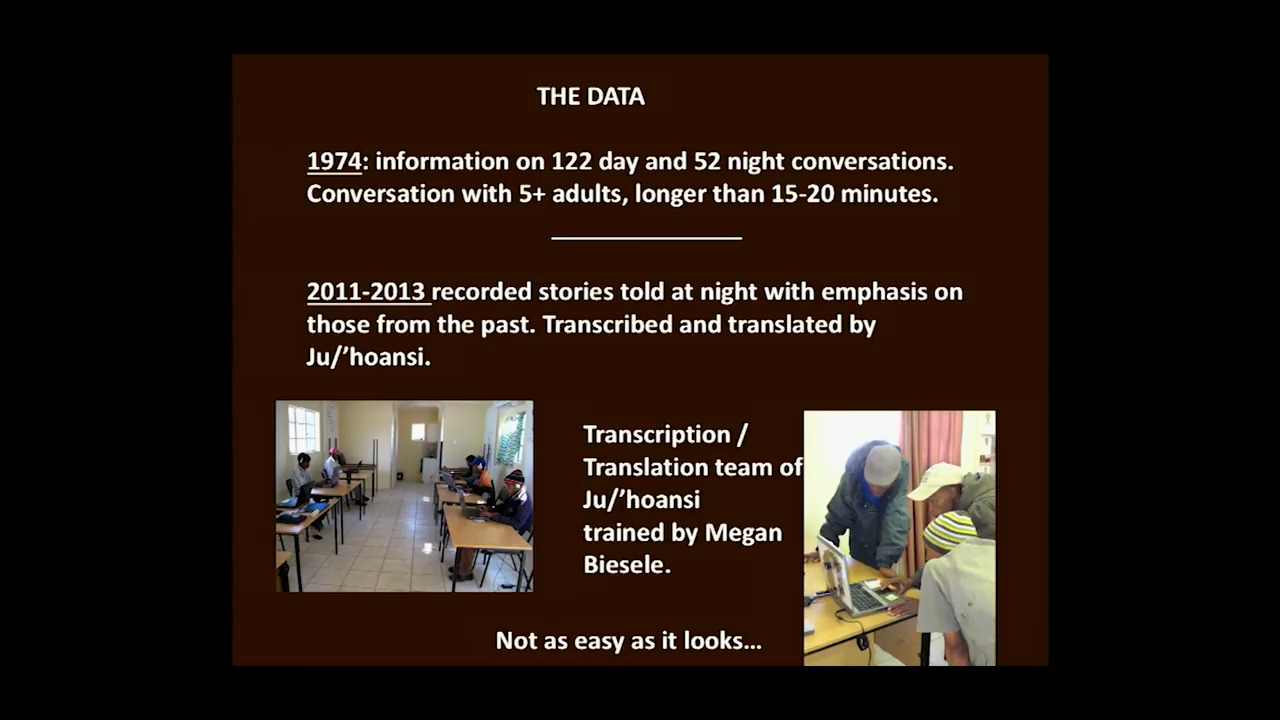 THE DATA
1974: information on 122 day and 52 night conversations.
Conversation with 5+ adults, longer than 15-20 minutes.
2011-2013 recorded stories told at night with emphasis on
those from the past. Transcribed and translated by
Ju/’hoansi.
Transcription /
Translation team of
Ju/’hoansi
trained by Megan
Biesele.
Not as easy as it looks...